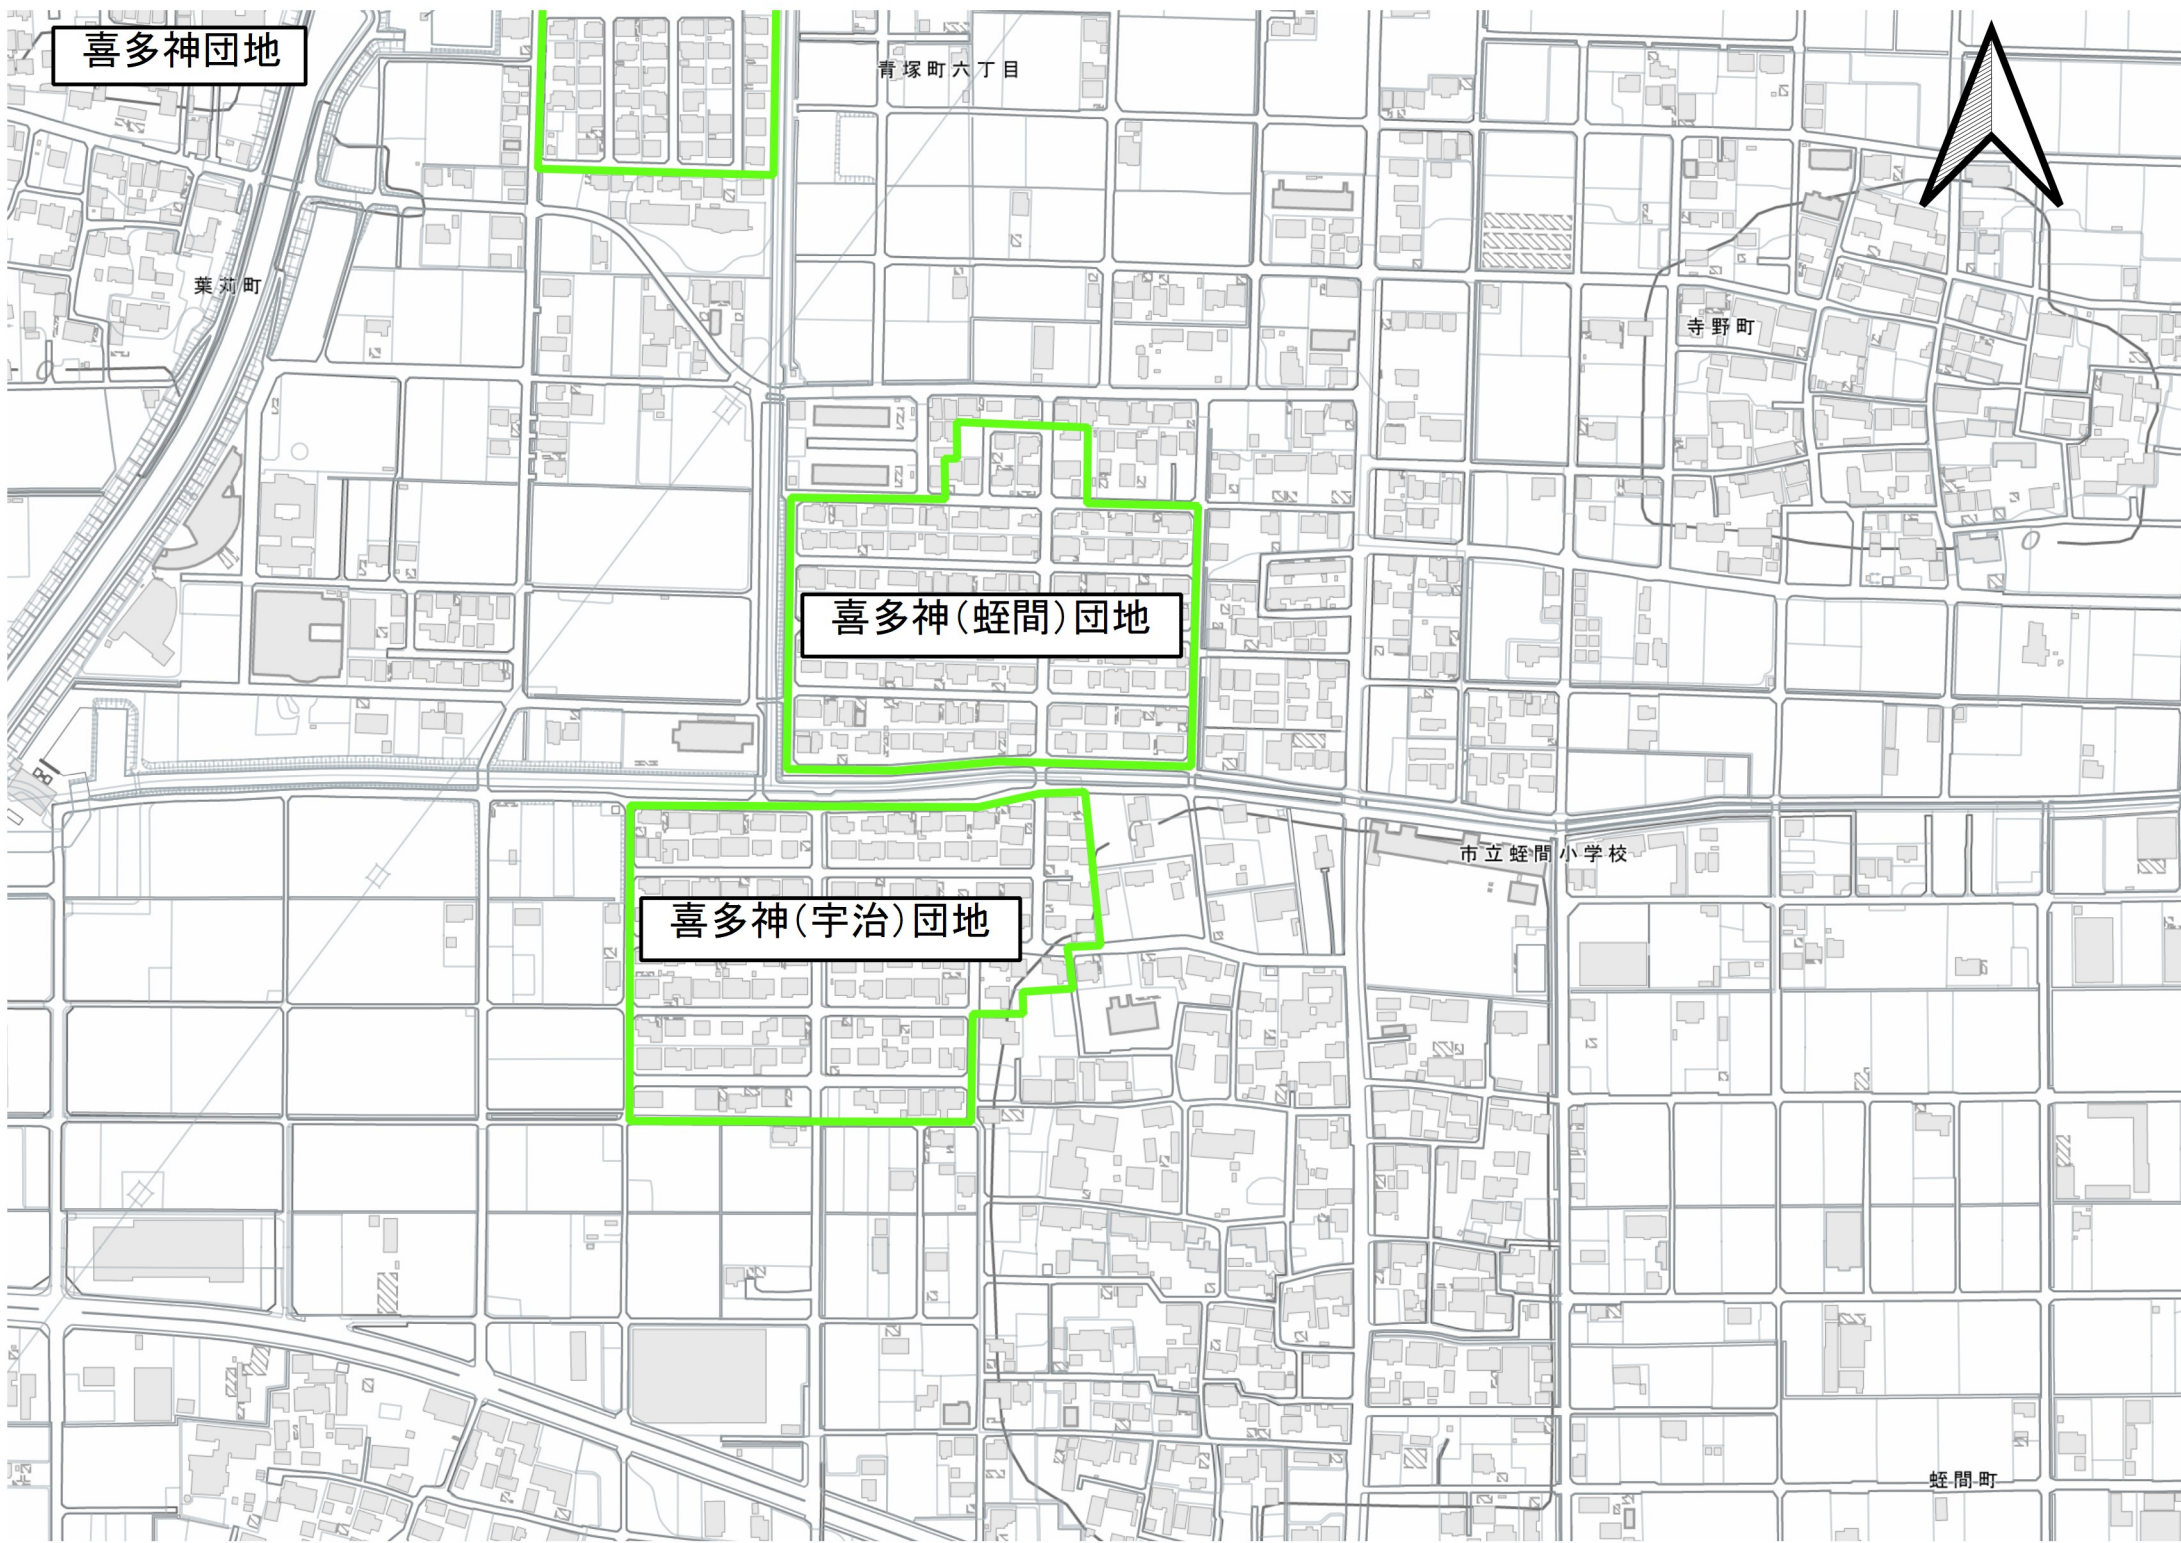 喜多神団地
青塚町六丁目
葉苅町
寺野町
喜多神（蛭間）団地
市立蛭間小学校
喜多神（宇治）団地
蛭間町